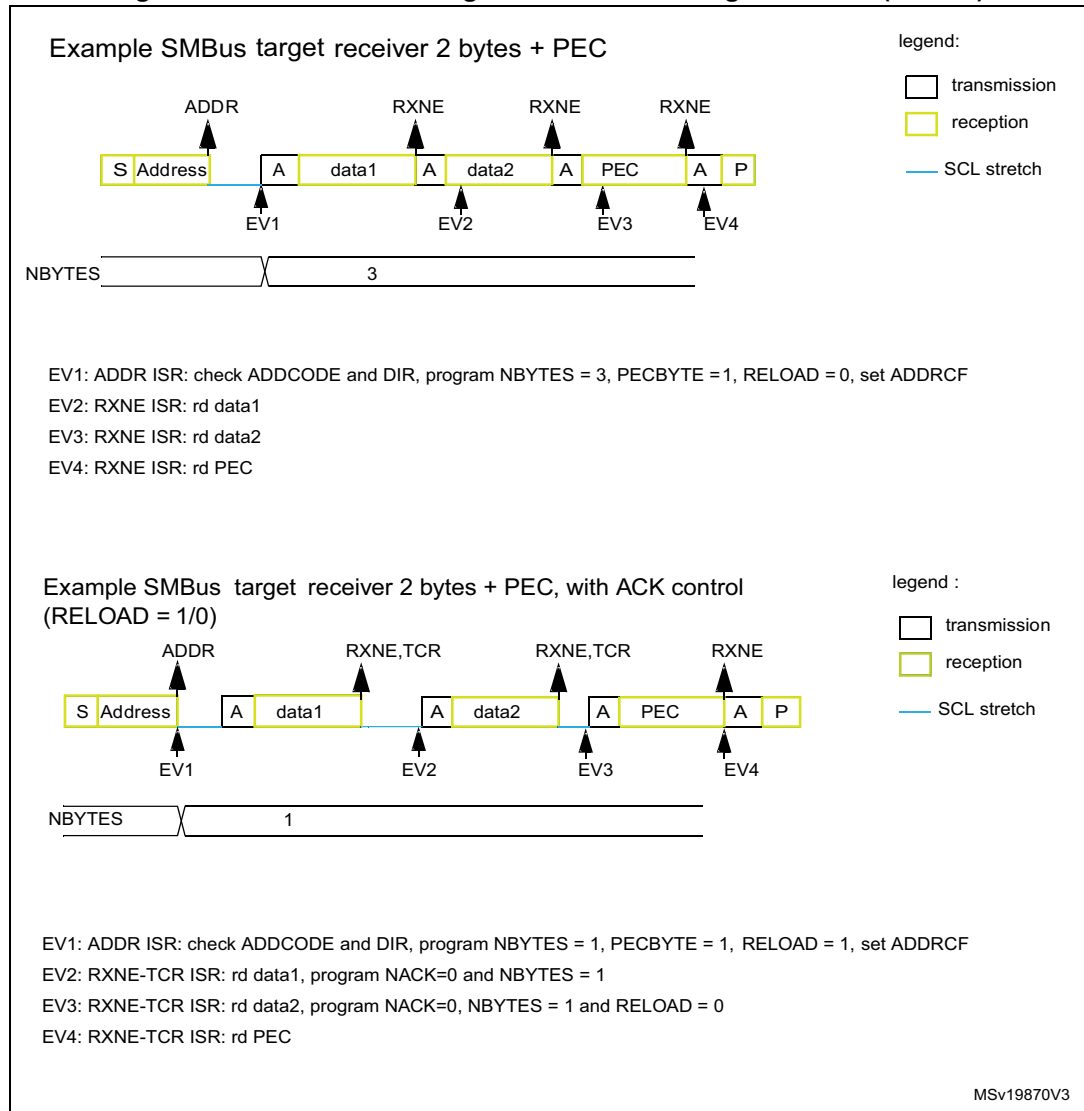 Example SMBus target receiver 2 bytes + PEC
legend:
transmission
reception
SCL stretch
ADDR RXNE RXNE RXNE
S Address A data1 A data2 A PEC A P
EV1 EV2 EV3 EV4
NBYTES 3
EV1: ADDR ISR: check ADDCODE and DIR, program NBYTES = 3, PECBYTE =1, RELOAD = 0, set ADDRCF
EV2: RXNE ISR: rd data1
EV3: RXNE ISR: rd data2
EV4: RXNE ISR: rd PEC
Example SMBus target receiver 2 bytes + PEC, with ACK control
(RELOAD = 1/0)
legend :
transmission
reception
SCL stretch
ADDR RXNE,TCR RXNE,TCR RXNE
S Address A data1 A data2 A PEC A P
EV1 EV2 EV3 EV4
NBYTES 1
EV1: ADDR ISR: check ADDCODE and DIR, program NBYTES = 1, PECBYTE = 1, RELOAD = 1, set ADDRCF
EV2: RXNE-TCR ISR: rd data1, program NACK=0 and NBYTES = 1
EV3: RXNE-TCR ISR: rd data2, program NACK=0, NBYTES = 1 and RELOAD = 0
EV4: RXNE-TCR ISR: rd PEC
MSv19870V3